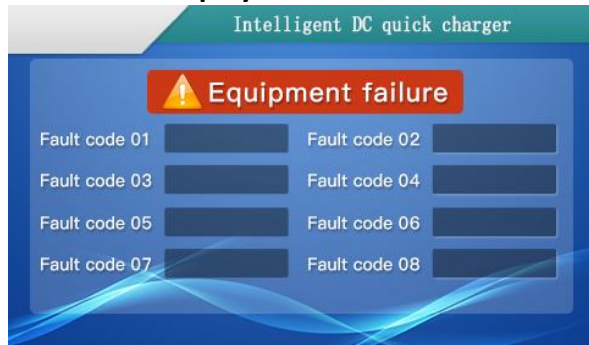 Intelligent DC quick charger
Equipment failure
Fault code 01 Fault code 02
Fault code 03 Fault code 04
Fault code 05 Fault code 06
Fault code 07 Fault code 08